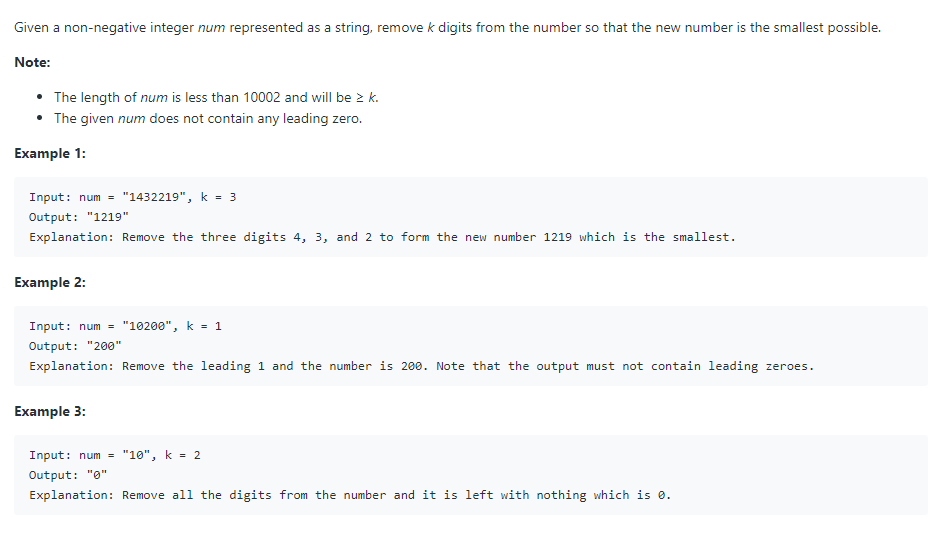 Given a non-negative integer num represented as a string, remove k digits from the number so that the new number is the smallest possible.
Note:
• The length of num is less than 10002 and will be ≥ k.
• The given num does not contain any leading zero.
Example 1:
Input: num = "1432219", k = 3
Output: "1219"
Explanation: Remove the three digits 4, 3, and 2 to form the new number 1219 which is the smallest.
Example 2:
Input: num = "10200", k = 1
Output: "200"
Explanation: Remove the leading 1 and the number is 200. Note that the output must not contain leading zeroes.
Example 3:
Input: num = "10", k = 2
Output: "0"
Explanation: Remove all the digits from the number and it is left with nothing which is 0.